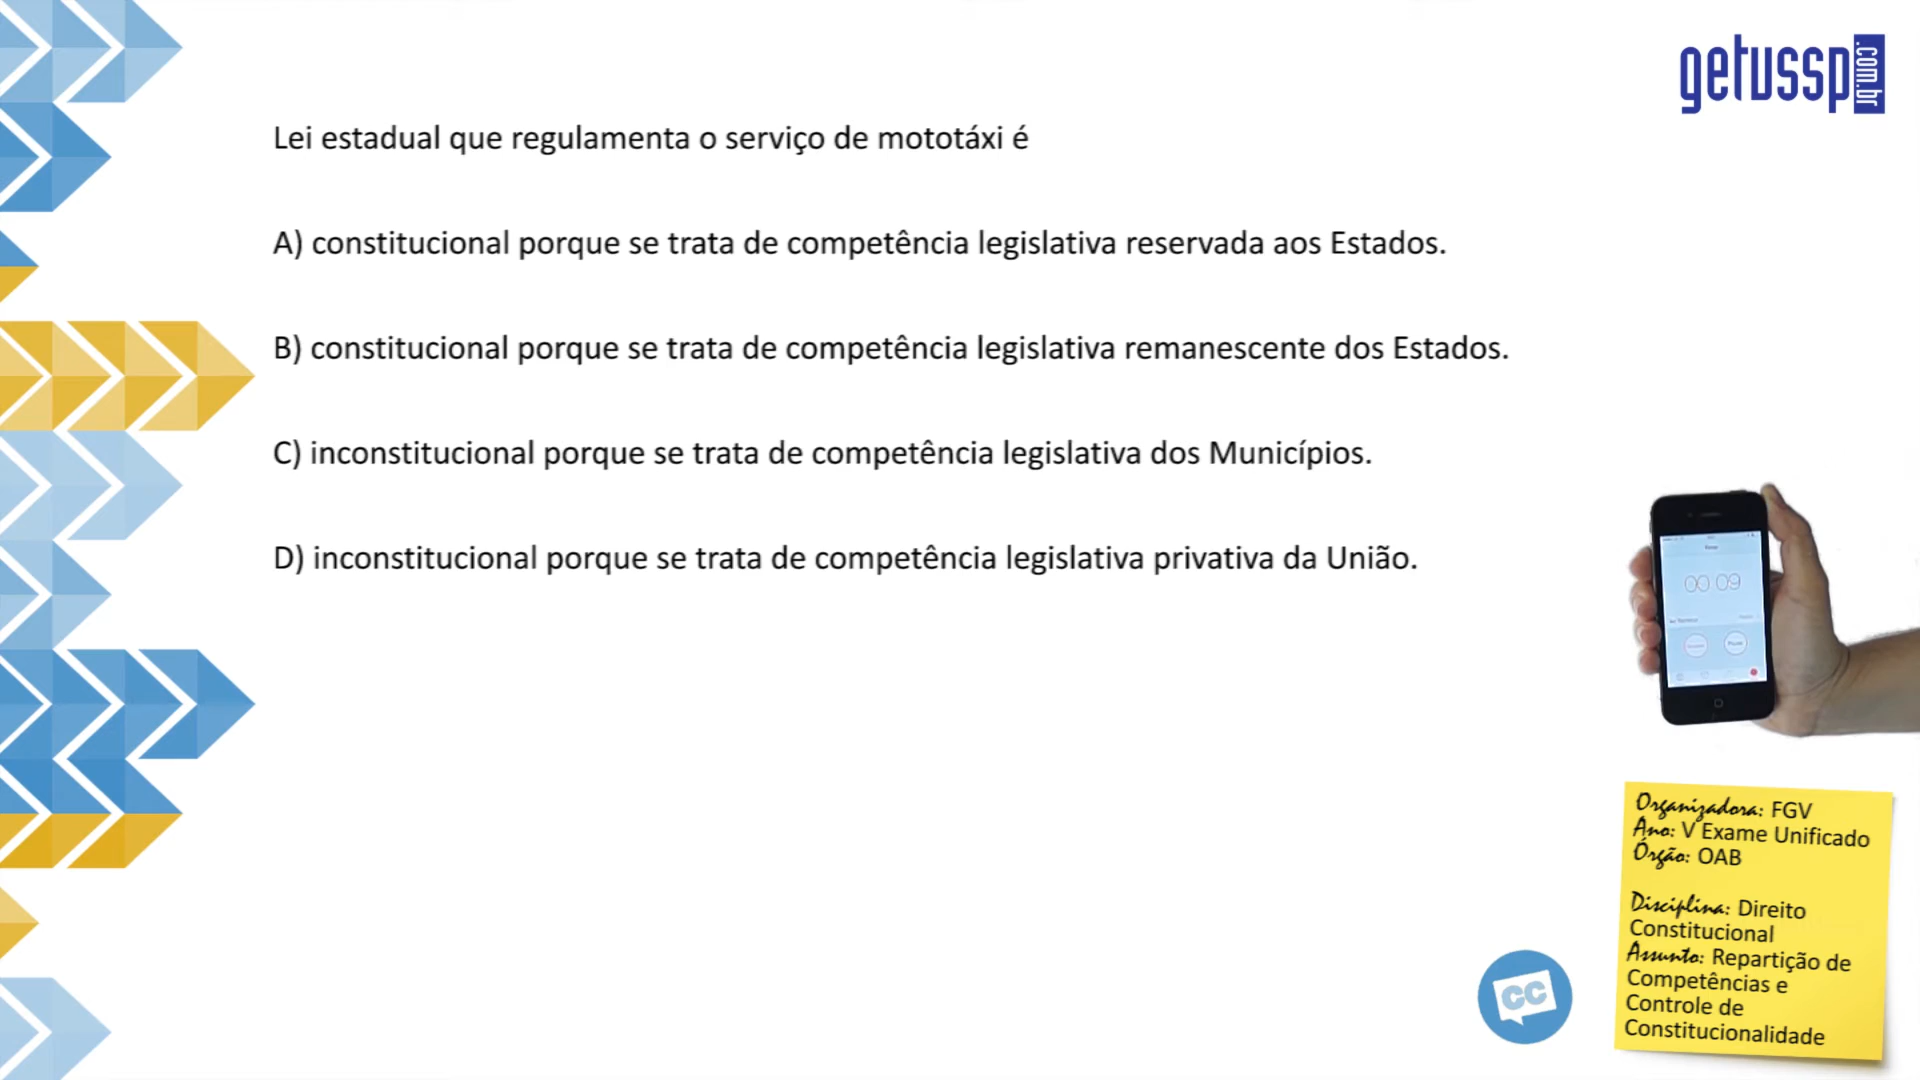 getussp.com.br
Lei estadual que regulamenta o serviço de mototáxi é
A) constitucional porque se trata de competência legislativa reservada aos Estados.
B) constitucional porque se trata de competência legislativa remanescente dos Estados.
C) inconstitucional porque se trata de competência legislativa dos Municípios.
D) inconstitucional porque se trata de competência legislativa privativa da União.
00 09
Organizadora: FGV
Ano: V Exame Unificado
Órgão: OAB
Disciplina: Direito
Constitucional
Assunto: Repartição de
Competências e
Controle de
Constitucionalidade
CC